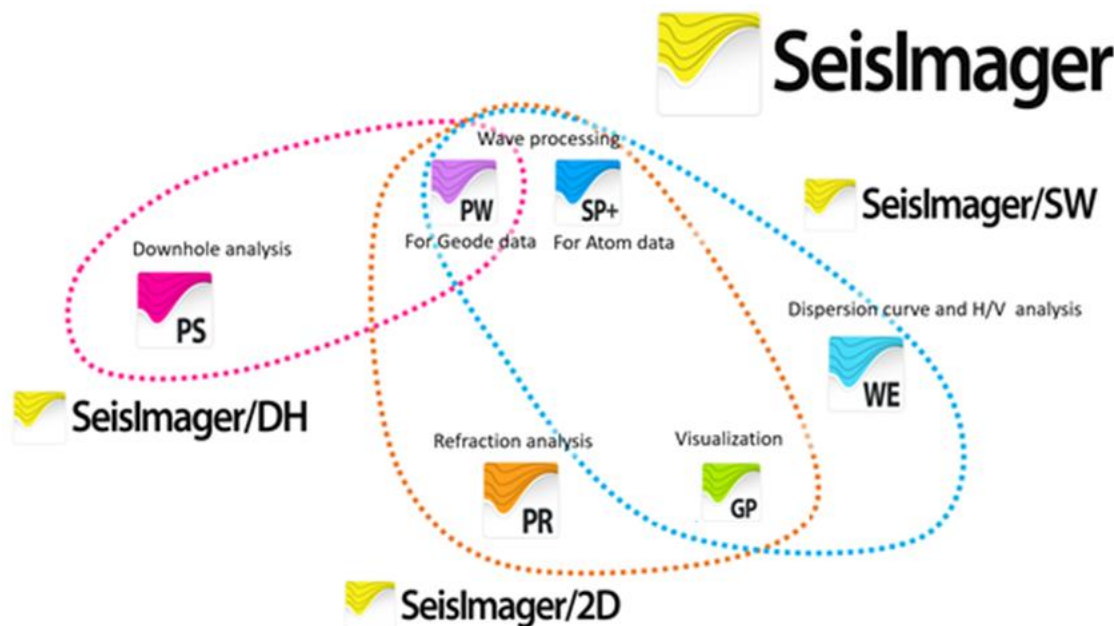 SeisImager
Wave processing
PW
SP+
SeisImager/SW
For Geode data
For Atom data
Downhole analysis
PS
Dispersion curve and H/V analysis
WE
SeisImager/DH
Refraction analysis
Visualization
PR
GP
SeisImager/2D